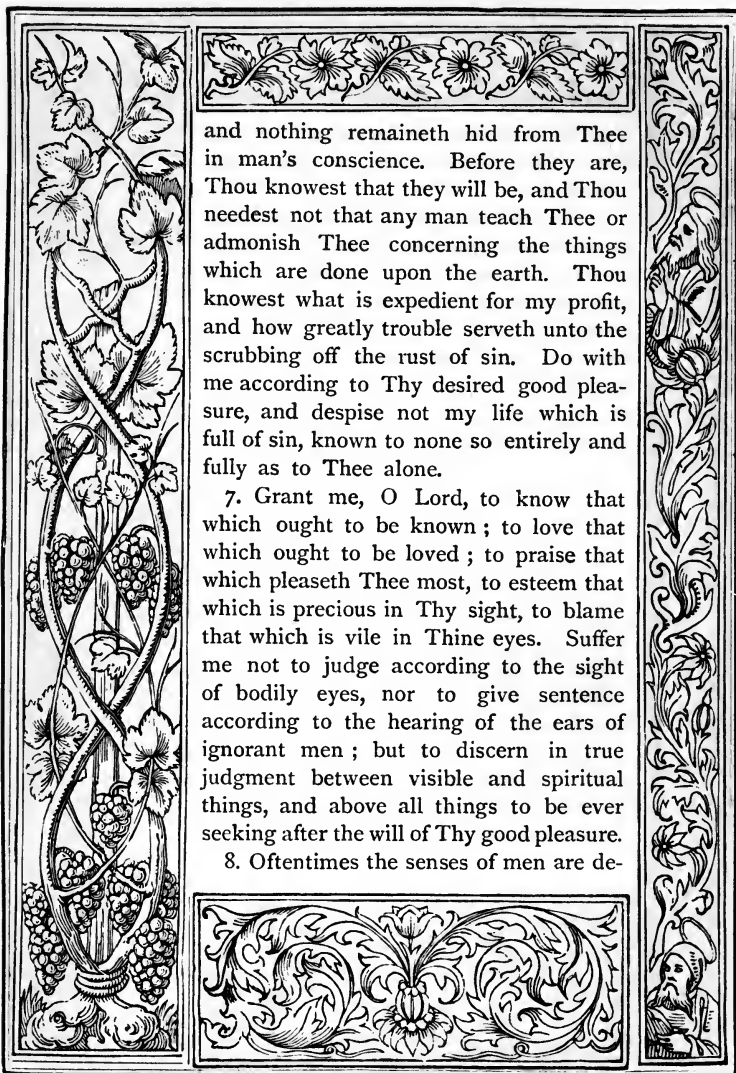 and nothing remaineth hid from Thee
in man's conscience. Before they are,
Thou knowest that they will be, and Thou
needest not that any man teach Thee or
admonish Thee concerning the things
which are done upon the earth. Thou
knowest what is expedient for my profit,
and how greatly trouble serveth unto the
scrubbing off the rust of sin. Do with
me according to Thy desired good plea-
sure, and despise not my life which is
full of sin, known to none so entirely and
fully as to Thee alone.
7. Grant me, O Lord, to know that
which ought to be known ; to love that
which ought to be loved ; to praise that
which pleaseth Thee most, to esteem that
which is precious in Thy sight, to blame
that which is vile in Thine eyes. Suffer
me not to judge according to the sight
of bodily eyes, nor to give sentence
according to the hearing of the ears of
ignorant men ; but to discern in true
judgment between visible and spiritual
things, and above all things to be ever
seeking after the will of Thy good pleasure.
8. Oftentimes the senses of men are de-